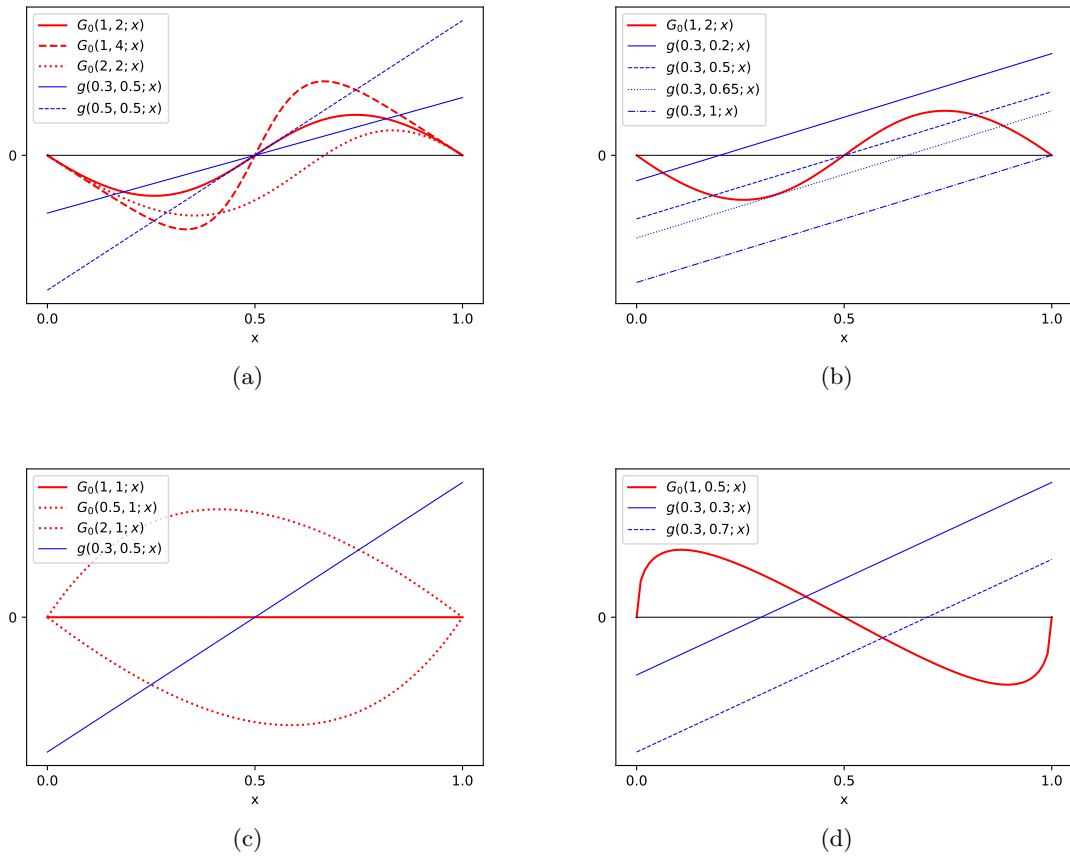 G₀(1, 2; x)
G₀(1, 4; x)
G₀(2, 2; x)
g(0.3, 0.5; x)
g(0.5, 0.5; x)
0
0.0 0.5 1.0
x
(a)
G₀(1, 2; x)
g(0.3, 0.2; x)
g(0.3, 0.5; x)
g(0.3, 0.65; x)
g(0.3, 1; x)
0
0.0 0.5 1.0
x
(b)
G₀(1, 1; x)
G₀(0.5, 1; x)
G₀(2, 1; x)
g(0.3, 0.5; x)
0
0.0 0.5 1.0
x
(c)
G₀(1, 0.5; x)
g(0.3, 0.3; x)
g(0.3, 0.7; x)
0
0.0 0.5 1.0
x
(d)